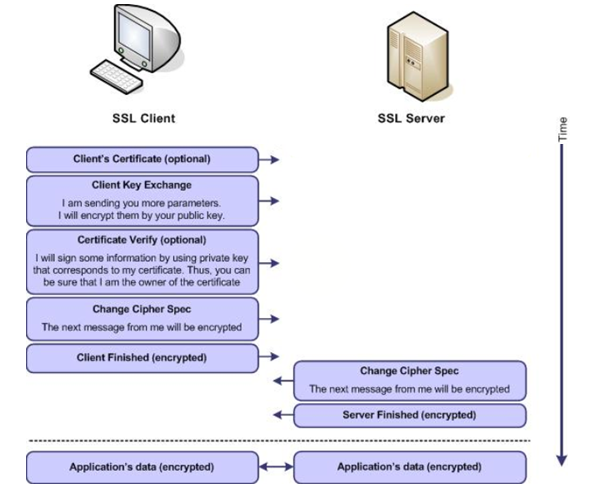 SSL Client
SSL Server
Time
Client's Certificate (optional)
Client Key Exchange
I am sending you more parameters.
I will encrypt them by your public key.
Certificate Verify (optional)
I will sign some information by using private key
that corresponds to my certificate. Thus, you can
be sure that I am the owner of the certificate
Change Cipher Spec
The next message from me will be encrypted
Client Finished (encrypted)
Change Cipher Spec
The next message from me will be encrypted
Server Finished (encrypted)
Application's data (encrypted)
Application's data (encrypted)